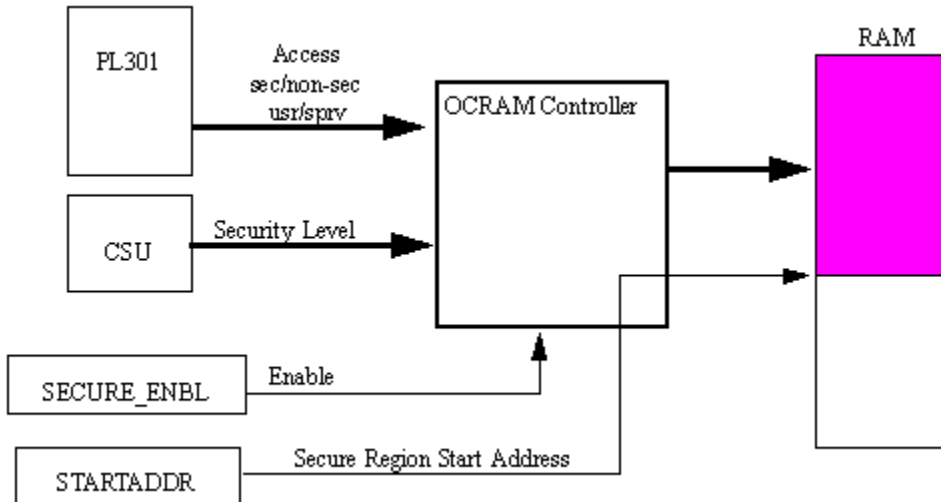 PL301
Access
sec/non-sec
usr/sprv
RAM
OCRAM Controller
CSU
Security Level
SECURE_ENBL
Enable
STARTADDR
Secure Region Start Address